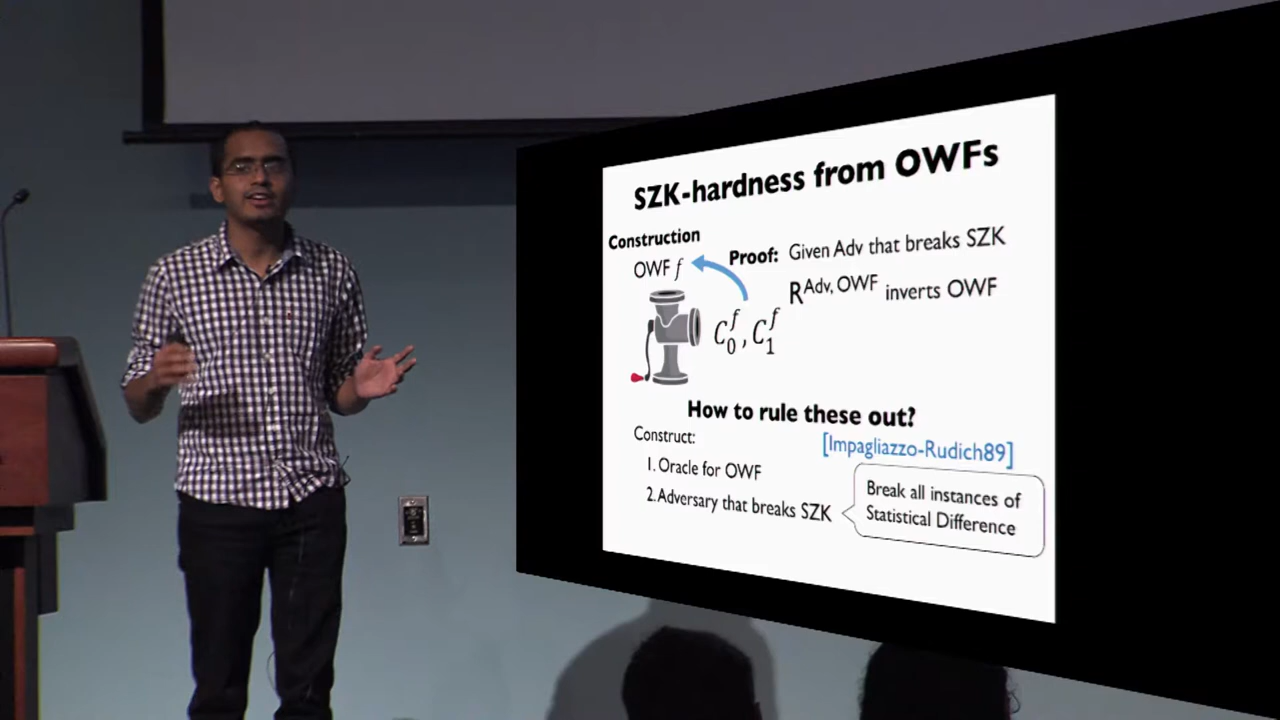 SZK-hardness from OWFs
Construction
OWF f
C_0^f, C_1^f
Prof: Given Adv that breaks SZK
R^{Adv, OWF} inverts OWF
How to rule these out?
[Impagliazzo-Rudich89]
Construct:
1. Oracle for OWF
2. Adversary that breaks SZK
Break all instances of
Statistical Difference